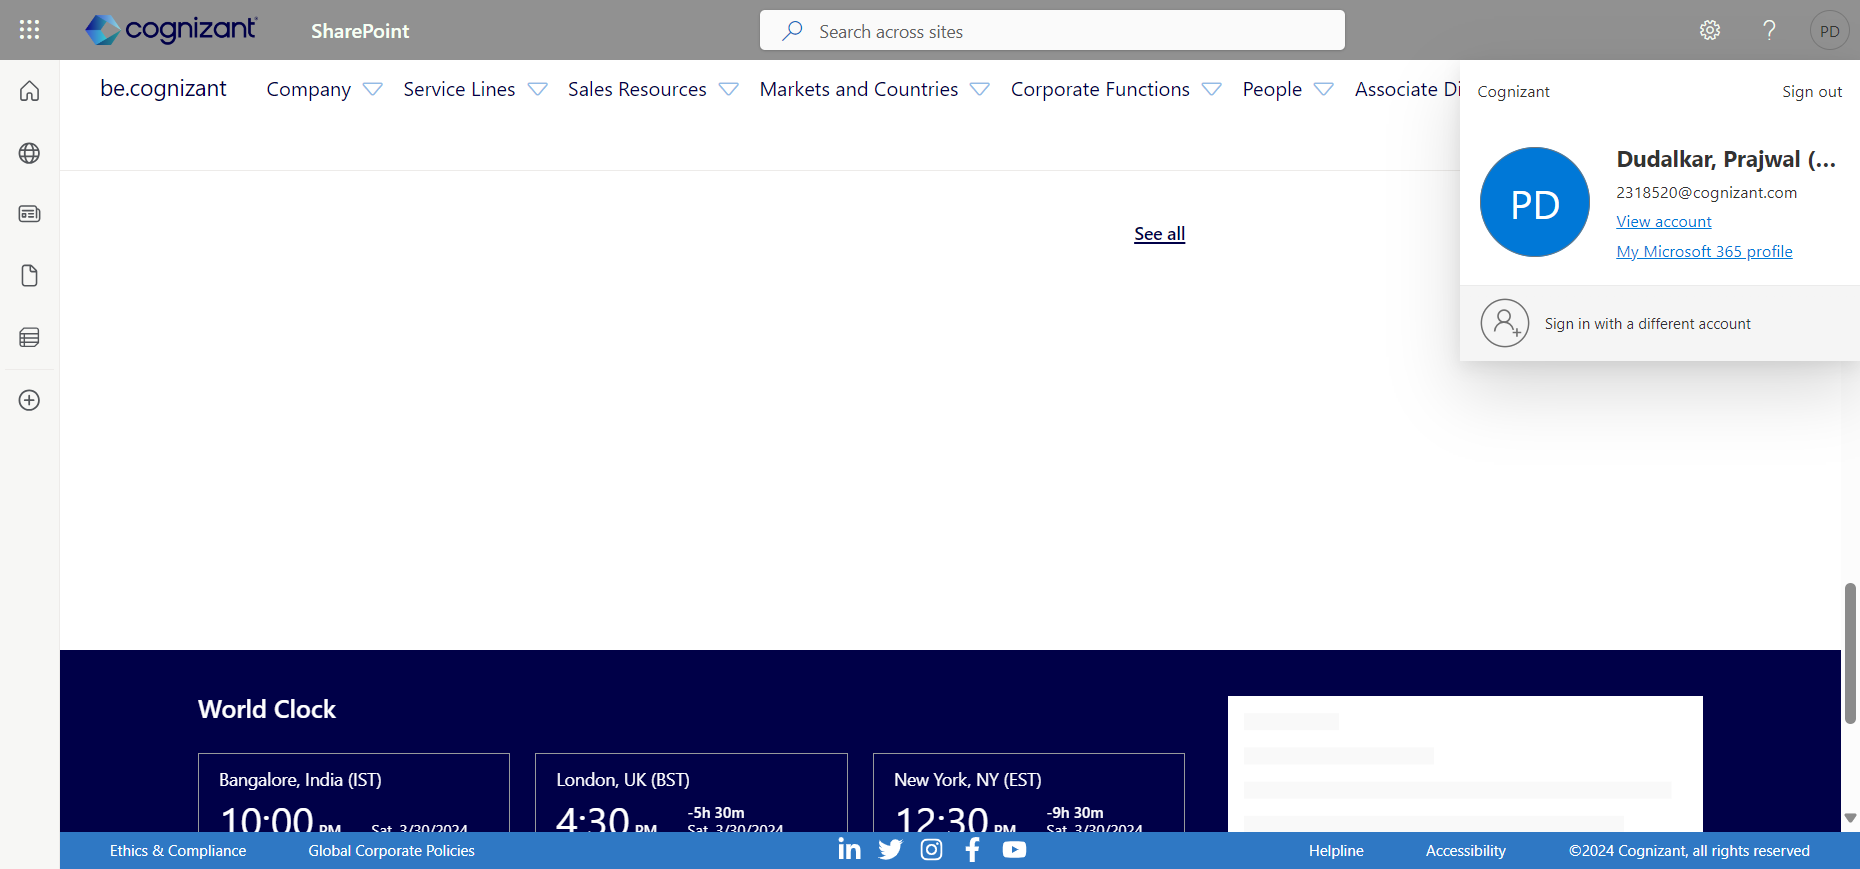 cognizant
SharePoint
Search across sites
PD
be.cognizant
Company
Service Lines
Sales Resources
Markets and Countries
Corporate Functions
People
Associate Di
Cognizant
Sign out
PD
Dudalkar, Prajwal (...
2318520@cognizant.com
View account
My Microsoft 365 profile
Sign in with a different account
See all
World Clock
Bangalore, India (IST)
10:00 PM
Sat, 3/30/2024
London, UK (BST)
4:30 PM
-5h 30m
Sat, 3/30/2024
New York, NY (EST)
12:30 PM
-9h 30m
Sat, 3/30/2024
Ethics & Compliance
Global Corporate Policies
Helpline
Accessibility
©2024 Cognizant, all rights reserved